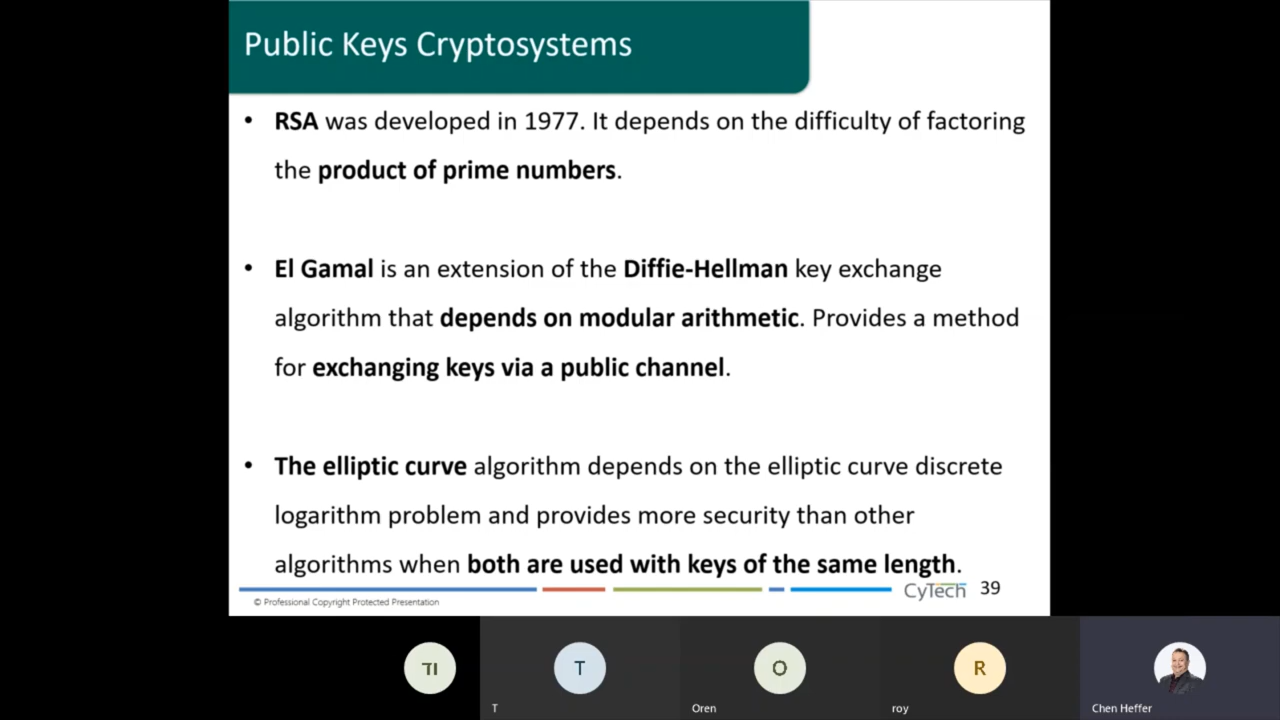 Public Keys Cryptosystems
• RSA was developed in 1977. It depends on the difficulty of factoring
the product of prime numbers.
• El Gamal is an extension of the Diffie-Hellman key exchange
algorithm that depends on modular arithmetic. Provides a method
for exchanging keys via a public channel.
• The elliptic curve algorithm depends on the elliptic curve discrete
logarithm problem and provides more security than other
algorithms when both are used with keys of the same length.
CyTech 39
© Professional Copyright Protected Presentation
TI T O R
T Oren roy Chen Heffer